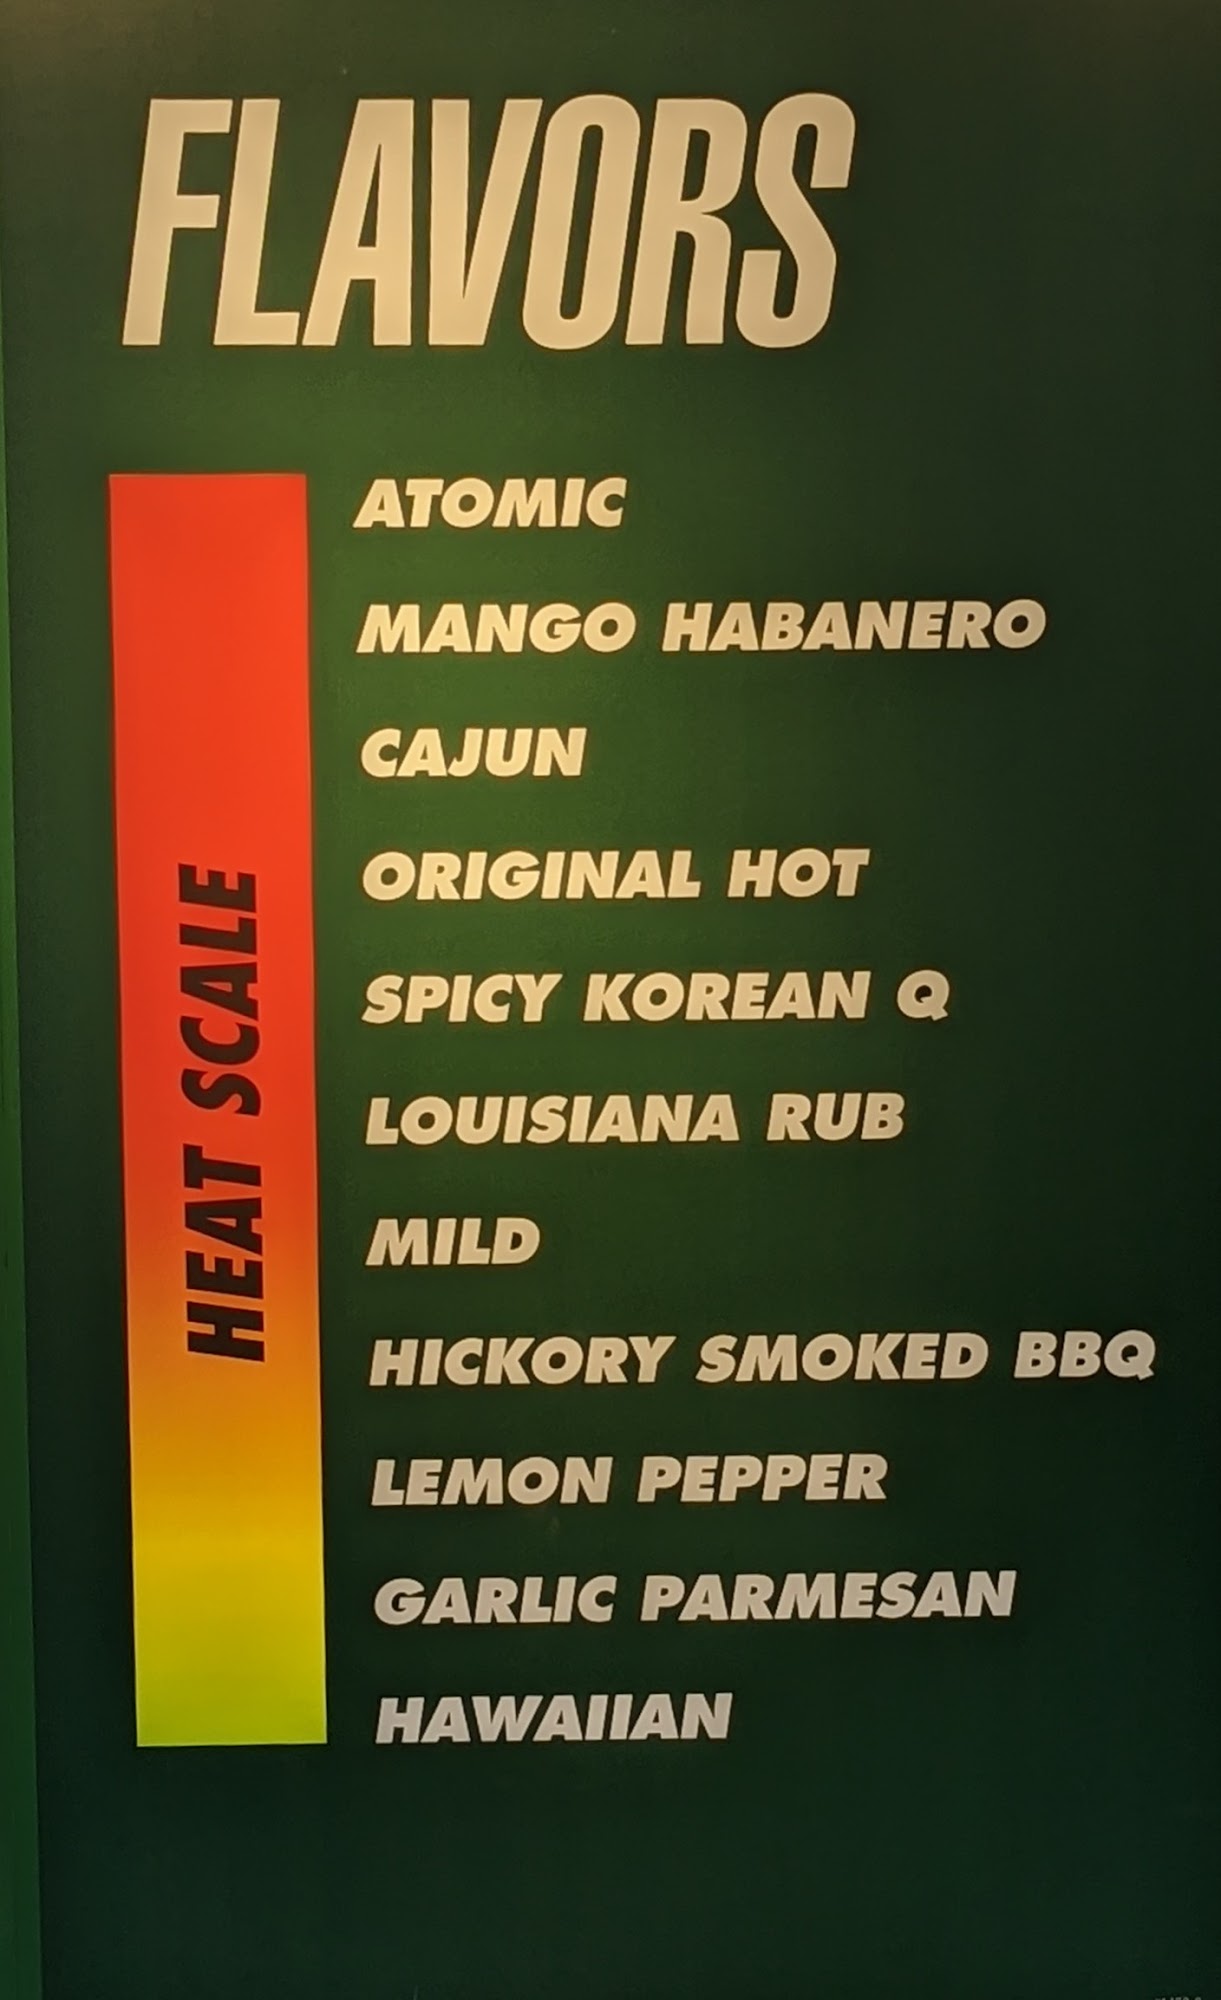 FLAVORS
HEAT SCALE
ATOMIC
MANGO HABANERO
CAJUN
ORIGINAL HOT
SPICY KOREAN Q
LOUISIANA RUB
MILD
HICKORY SMOKED BBQ
LEMON PEPPER
GARLIC PARMESAN
HAWAIIAN